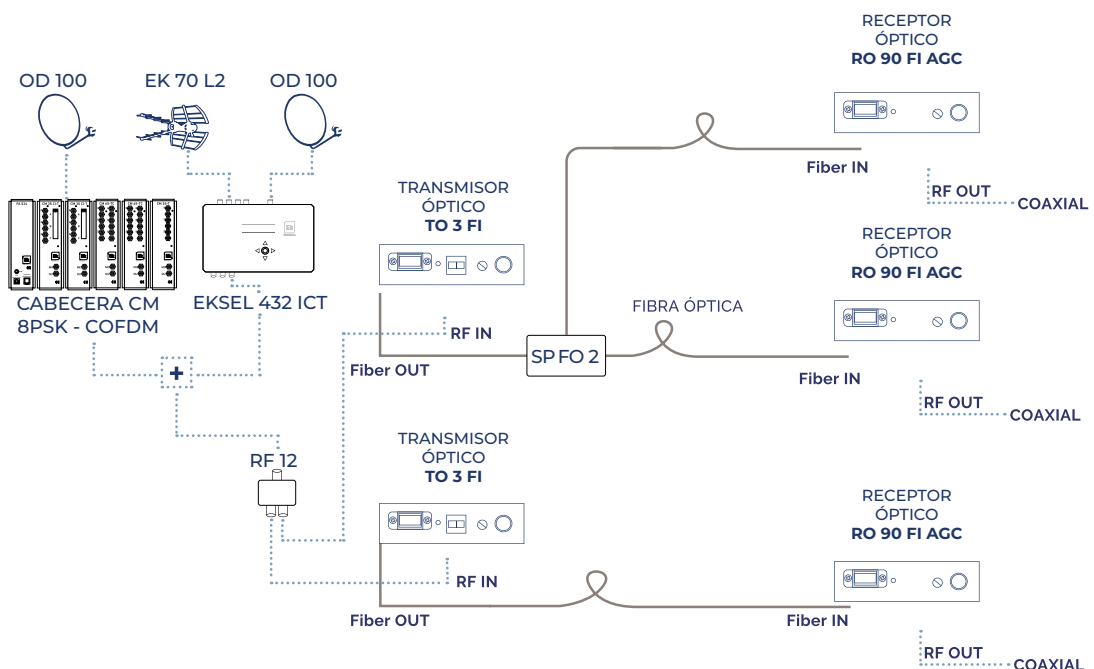 OD 100
EK 70 L2
OD 100
CABECERA CM
8PSK - COFDM
EKSEL 432 ICT
+
RF 12
TRANSMISOR
ÓPTICO
TO 3 FI
RF IN
Fiber OUT
SP FO 2
FIBRA ÓPTICA
RECEPTOR
ÓPTICO
RO 90 FI AGC
Fiber IN
RF OUT
COAXIAL
RECEPTOR
ÓPTICO
RO 90 FI AGC
Fiber IN
RF OUT
COAXIAL
TRANSMISOR
ÓPTICO
TO 3 FI
RF IN
Fiber OUT
RECEPTOR
ÓPTICO
RO 90 FI AGC
Fiber IN
RF OUT
COAXIAL